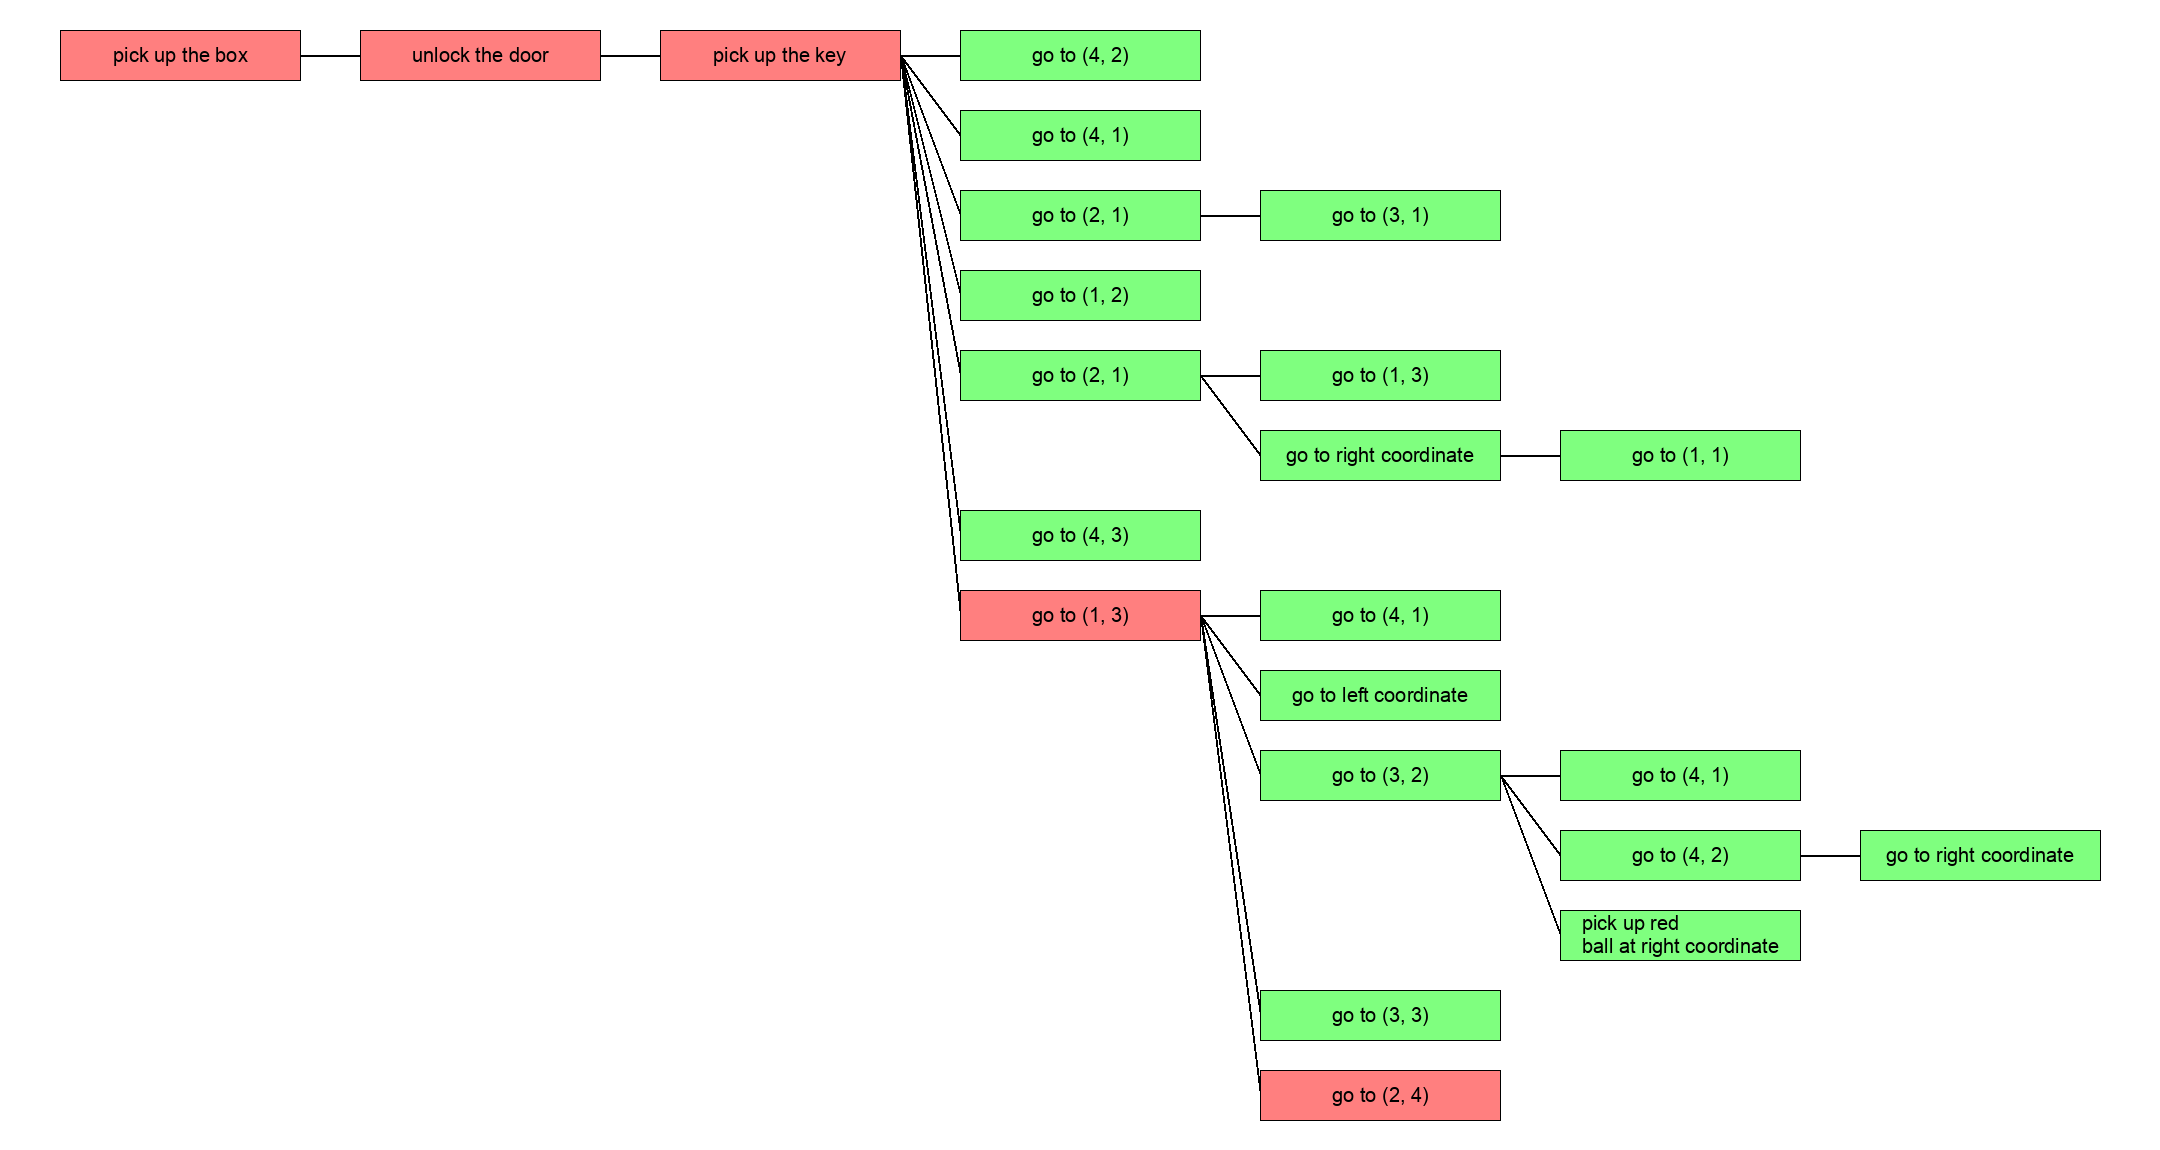 pick up the box
unlock the door
pick up the key
go to (4, 2)
go to (4, 1)
go to (2, 1)
go to (3, 1)
go to (1, 2)
go to (2, 1)
go to (1, 3)
go to right coordinate
go to (1, 1)
go to (4, 3)
go to (1, 3)
go to (4, 1)
go to left coordinate
go to (3, 2)
go to (4, 1)
go to (4, 2)
go to right coordinate
pick up red
ball at right coordinate
go to (3, 3)
go to (2, 4)